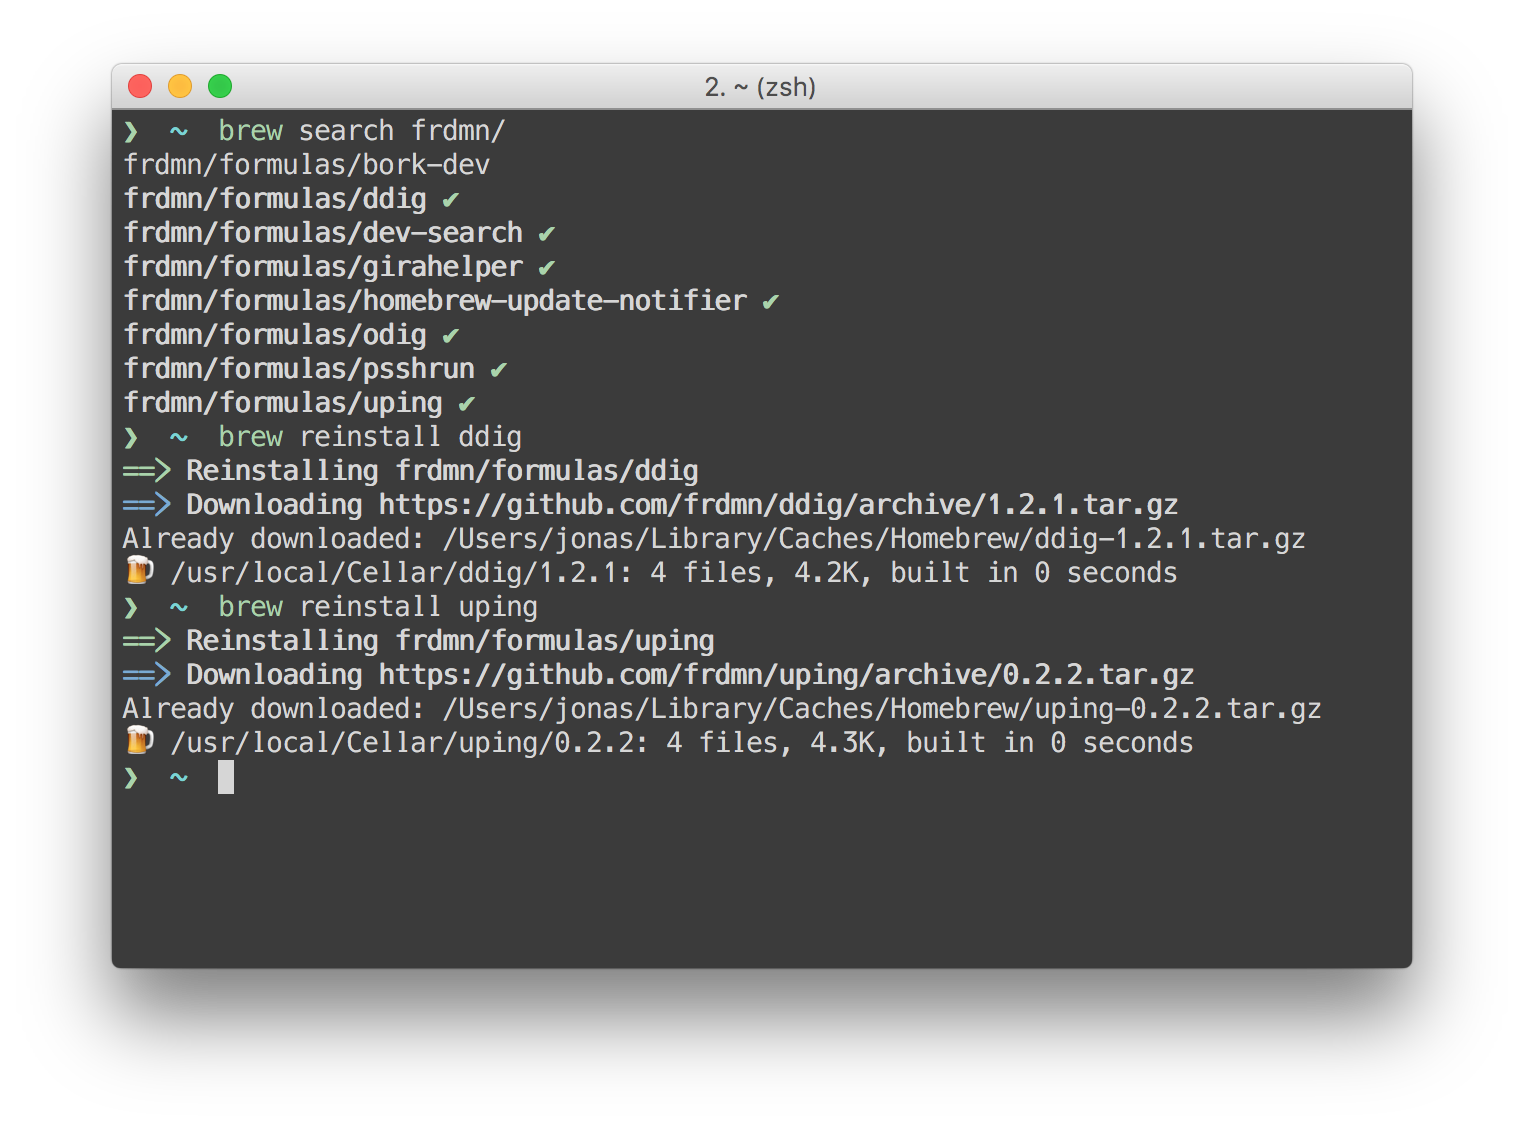 2. ~ (zsh)
❯ ~ brew search frdmn/
frdmn/formulas/bork-dev
frdmn/formulas/ddig ✔
frdmn/formulas/dev-search ✔
frdmn/formulas/girahelper ✔
frdmn/formulas/homebrew-update-notifier ✔
frdmn/formulas/odig ✔
frdmn/formulas/psshrun ✔
frdmn/formulas/uping ✔
❯ ~ brew reinstall ddig
==> Reinstalling frdmn/formulas/ddig
==> Downloading https://github.com/frdmn/ddig/archive/1.2.1.tar.gz
Already downloaded: /Users/jonas/Library/Caches/Homebrew/ddig-1.2.1.tar.gz
🍺 /usr/local/Cellar/ddig/1.2.1: 4 files, 4.2K, built in 0 seconds
❯ ~ brew reinstall uping
==> Reinstalling frdmn/formulas/uping
==> Downloading https://github.com/frdmn/uping/archive/0.2.2.tar.gz
Already downloaded: /Users/jonas/Library/Caches/Homebrew/uping-0.2.2.tar.gz
🍺 /usr/local/Cellar/uping/0.2.2: 4 files, 4.3K, built in 0 seconds
❯ ~